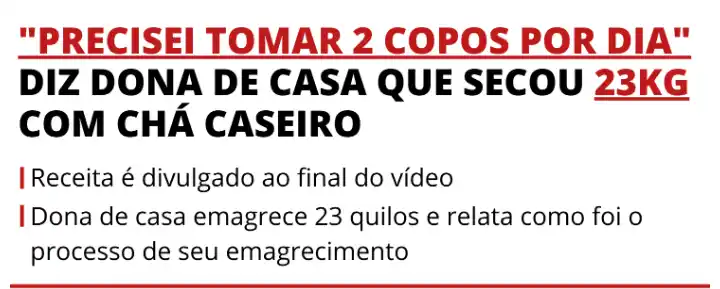 "PRECISEI TOMAR 2 COPOS POR DIA"
DIZ DONA DE CASA QUE SECOU 23KG
COM CHÁ CASEIRO
Receita é divulgado ao final do vídeo
Dona de casa emagrece 23 quilos e relata como foi o
processo de seu emagrecimento